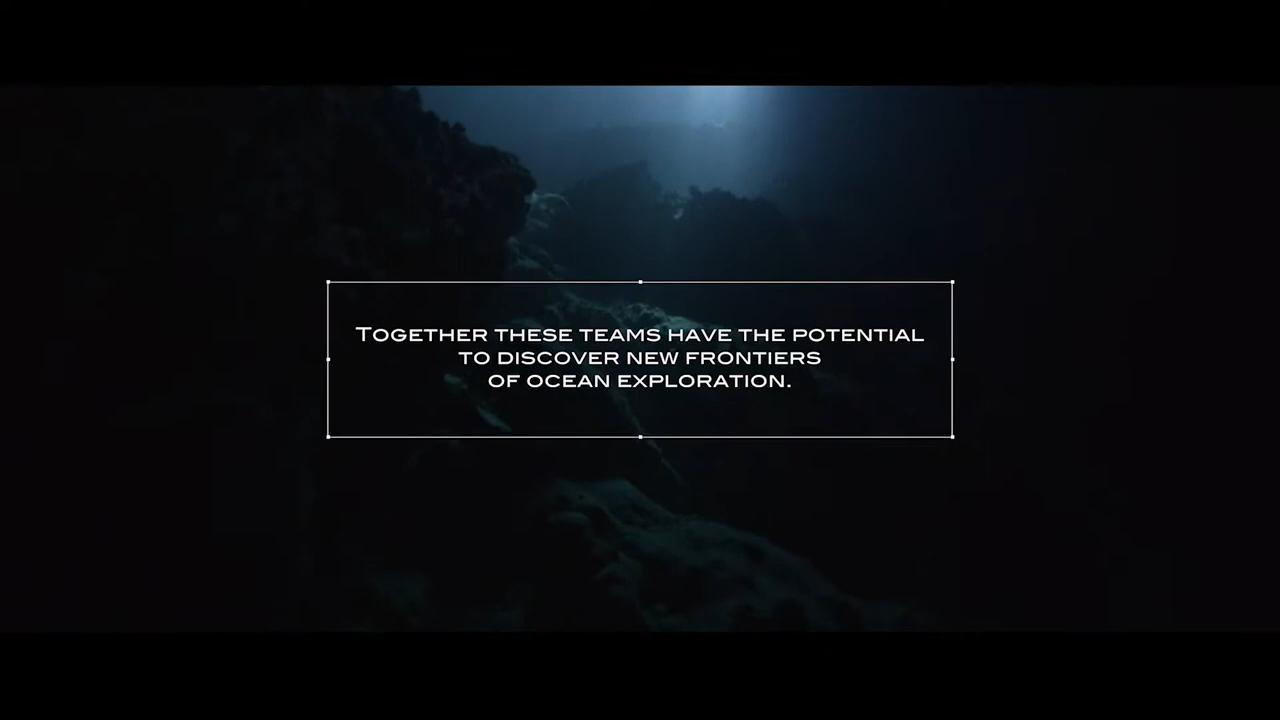 Together these teams have the potential
to discover new frontiers
of ocean exploration.